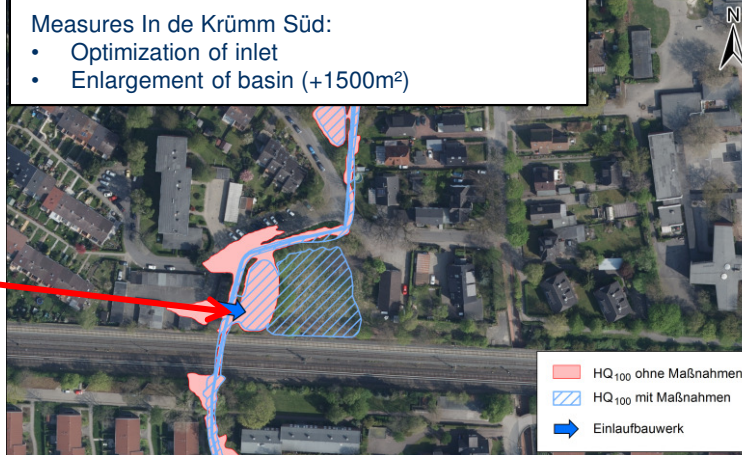 Measures In de Krümm Süd:
• Optimization of inlet
• Enlargement of basin (+1500m²)
N
HQ₁₀₀ ohne Maßnahmen
HQ₁₀₀ mit Maßnahmen
Einlaufbauwerk